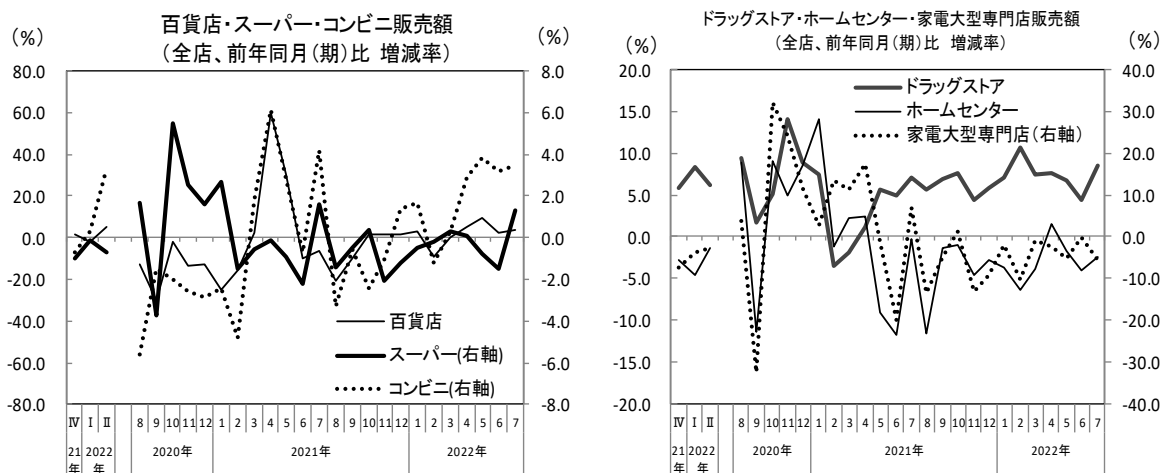 百貨店・スーパー・コンビニ販売額
(全店、前年同月(期)比 増減率)
(%)
(%)
80.0
60.0
40.0
20.0
0.0
-20.0
-40.0
-60.0
-80.0
8.0
6.0
4.0
2.0
0.0
-2.0
-4.0
-6.0
-8.0
百貨店
スーパー(右軸)
コンビニ(右軸)
Ⅳ Ⅰ Ⅱ 8 9 10 11 12 1 2 3 4 5 6 7 8 9 10 11 12 1 2 3 4 5 6 7
21年 2022年 2020年 2021年 2022年
ドラッグストア・ホームセンター・家電大型専門店販売額
(全店、前年同月(期)比 増減率)
(%)
(%)
20.0
15.0
10.0
5.0
0.0
-5.0
-10.0
-15.0
-20.0
40.0
30.0
20.0
10.0
0.0
-10.0
-20.0
-30.0
-40.0
ドラッグストア
ホームセンター
家電大型専門店(右軸)
Ⅳ Ⅰ Ⅱ 8 9 10 11 12 1 2 3 4 5 6 7 8 9 10 11 12 1 2 3 4 5 6 7
21年 2022年 2020年 2021年 2022年